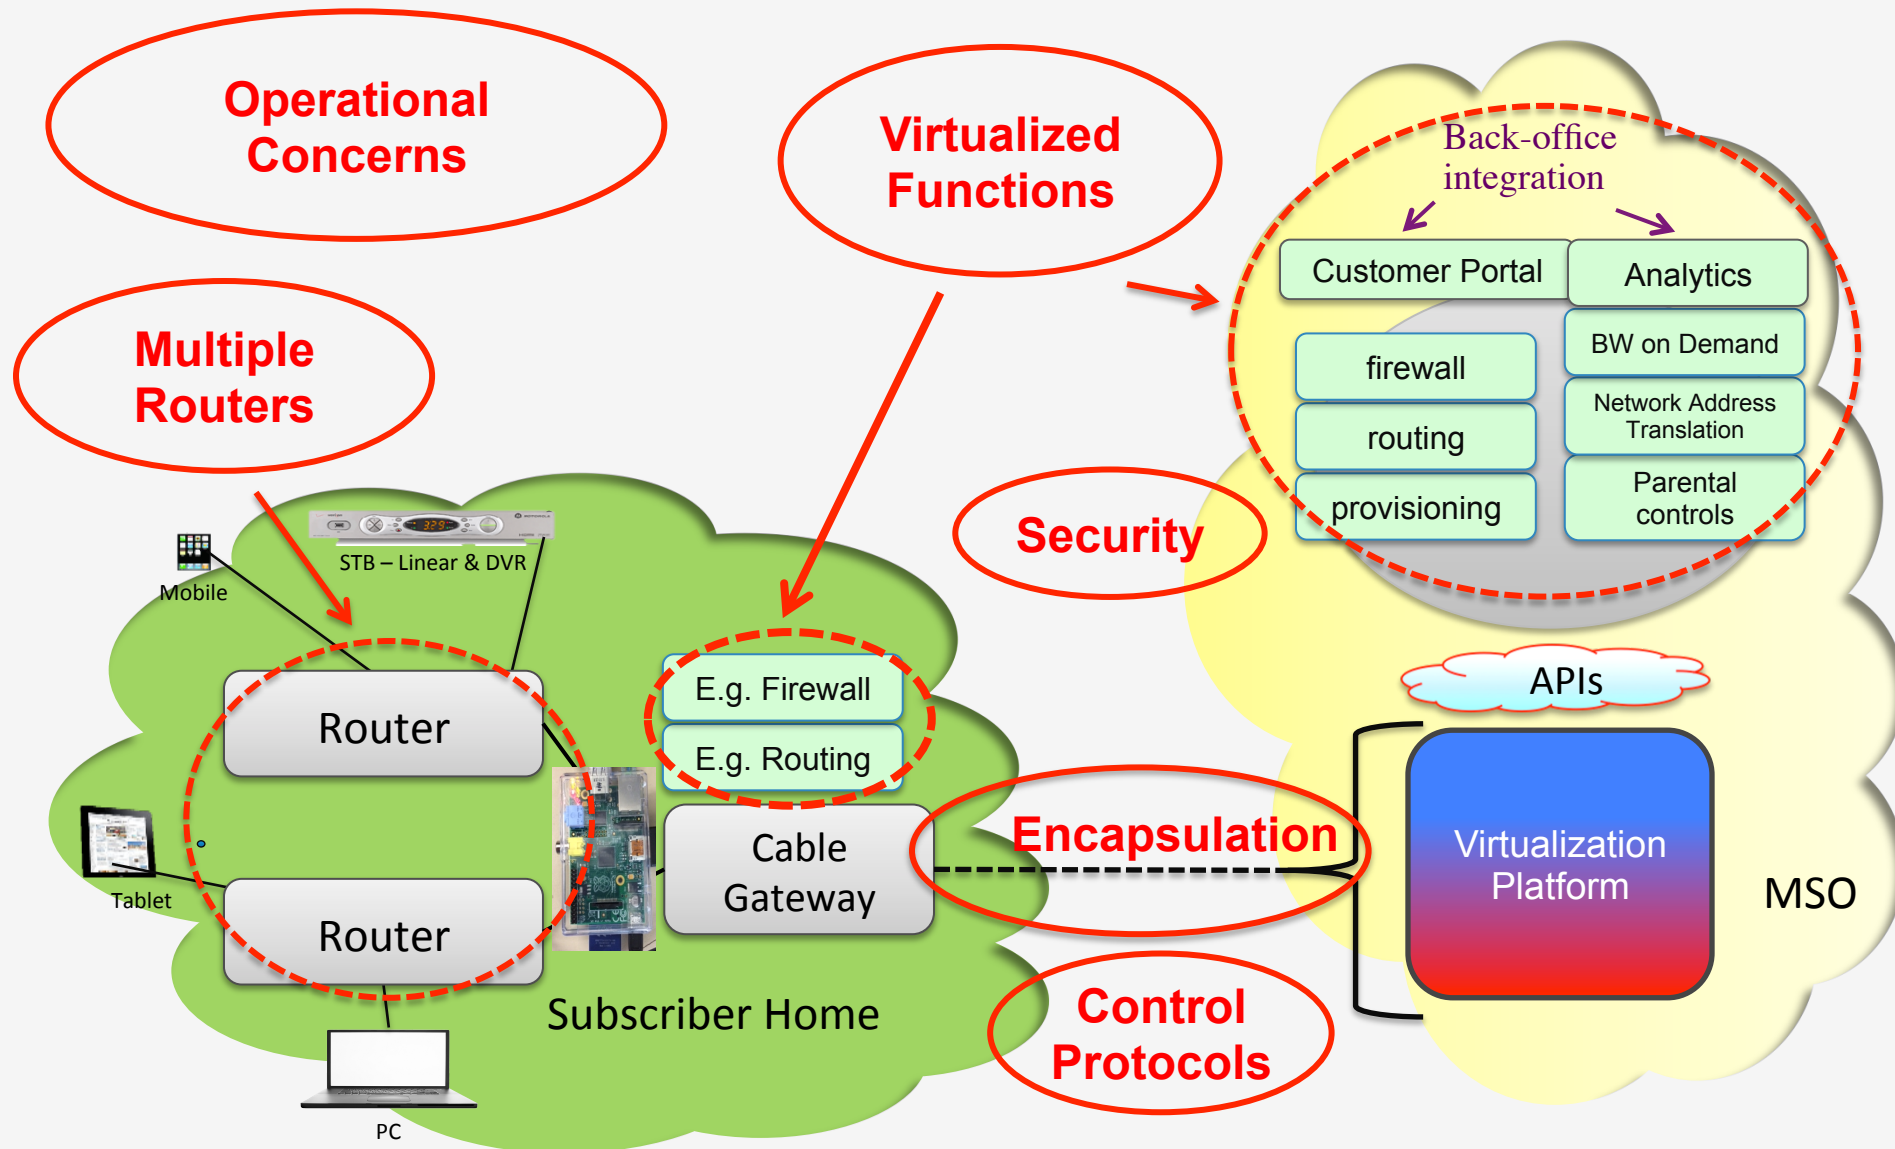 Operational
Concerns
Virtualized
Functions
Back-office
integration
Customer Portal
Analytics
BW on Demand
firewall
Network Address
Translation
routing
Parental
controls
provisioning
Multiple
Routers
Security
329
STB – Linear & DVR
Mobile
E.g. Firewall
E.g. Routing
APIs
Router
Router
Cable
Gateway
Encapsulation
Virtualization
Platform
MSO
Tablet
Subscriber Home
Control
Protocols
PC